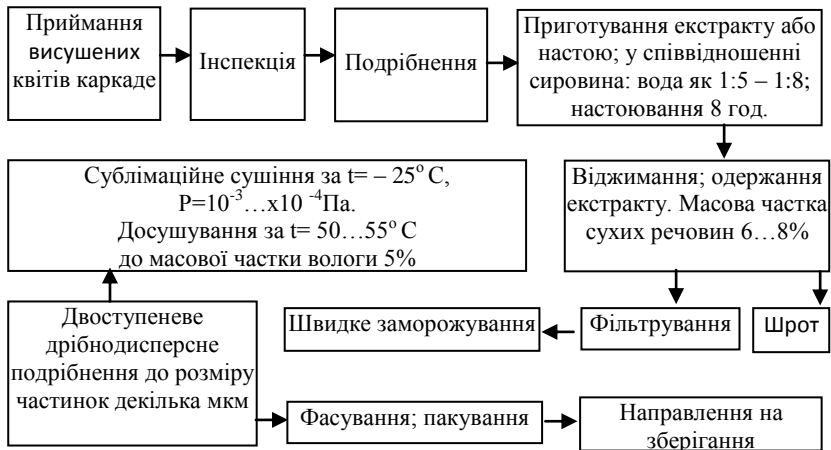 Приймання
висушених
квітів каркаде
Інспекція
Подрібнення
Приготування екстракту або
настою; у співвідношенні
сировина: вода як 1:5 – 1:8;
настоювання 8 год.
Сублімаційне сушіння за t= – 25° С,
Р=10⁻³…х10 ⁻⁴Па.
Досушування за t= 50…55° С
до масової частки вологи 5%
Віджимання; одержання
екстракту. Масова частка
сухих речовин 6…8%
Двоступеневе
дрібнодисперсне
подрібнення до розміру
частинок декілька мкм
Швидке заморожування
Фільтрування
Шрот
Фасування; пакування
Направлення на
зберігання